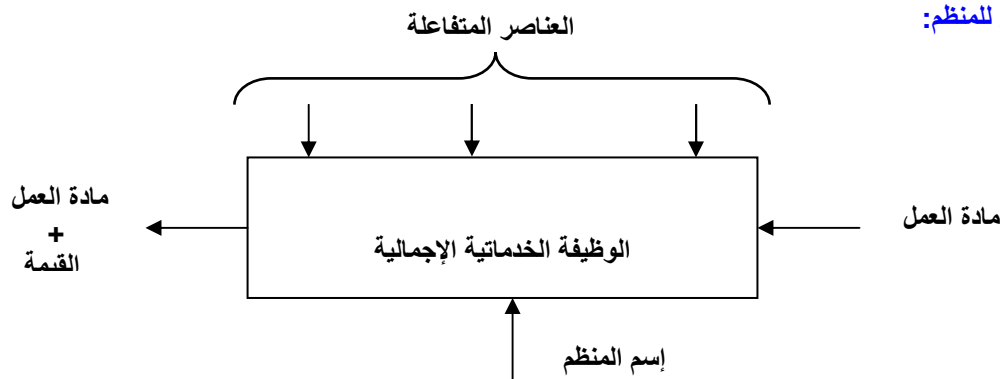 للمنظم:
العناصر المتفاعلة
مادة العمل
الوظيفة الخدماتية الإجمالية
مادة العمل
+
القيمة
إسم المنظم